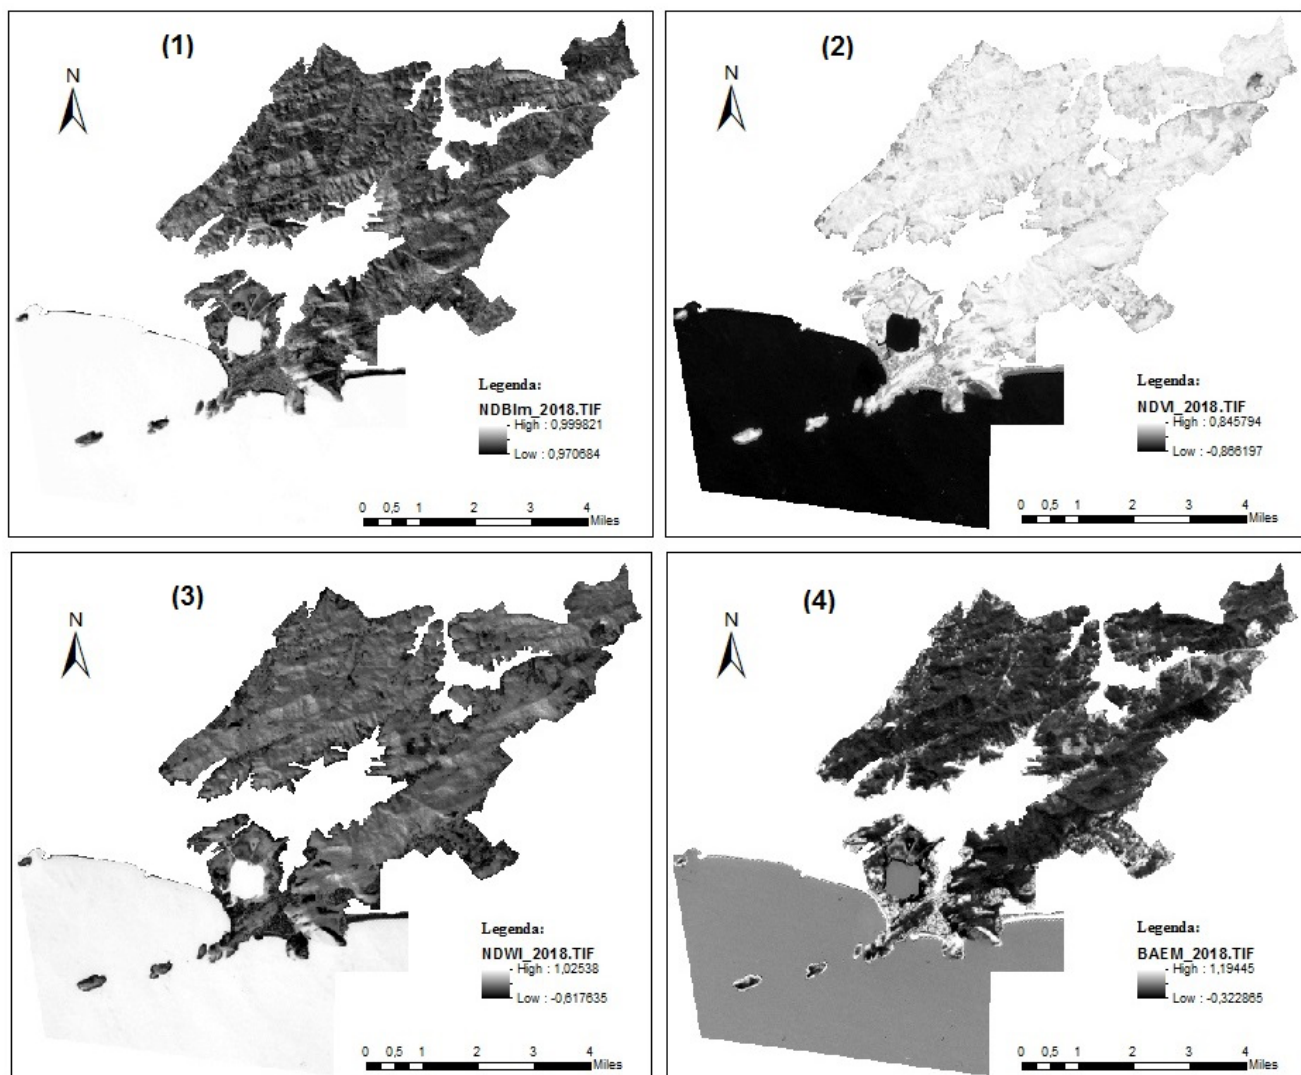 (1)
N
Legenda:
NDBIm_2018.TIF
High : 0,999821
Low : 0,970684
0 0,5 1 2 3 4
Miles
(2)
N
Legenda:
NDVI_2018.TIF
High : 0,845794
Low : -0,866197
0 0,5 1 2 3 4
Miles
(3)
N
Legenda:
NDWI_2018.TIF
High : 1,02538
Low : -0,617635
0 0,5 1 2 3 4
Miles
(4)
N
Legenda:
BAEM_2018.TIF
High : 1,19445
Low : -0,322865
0 0,5 1 2 3 4
Miles